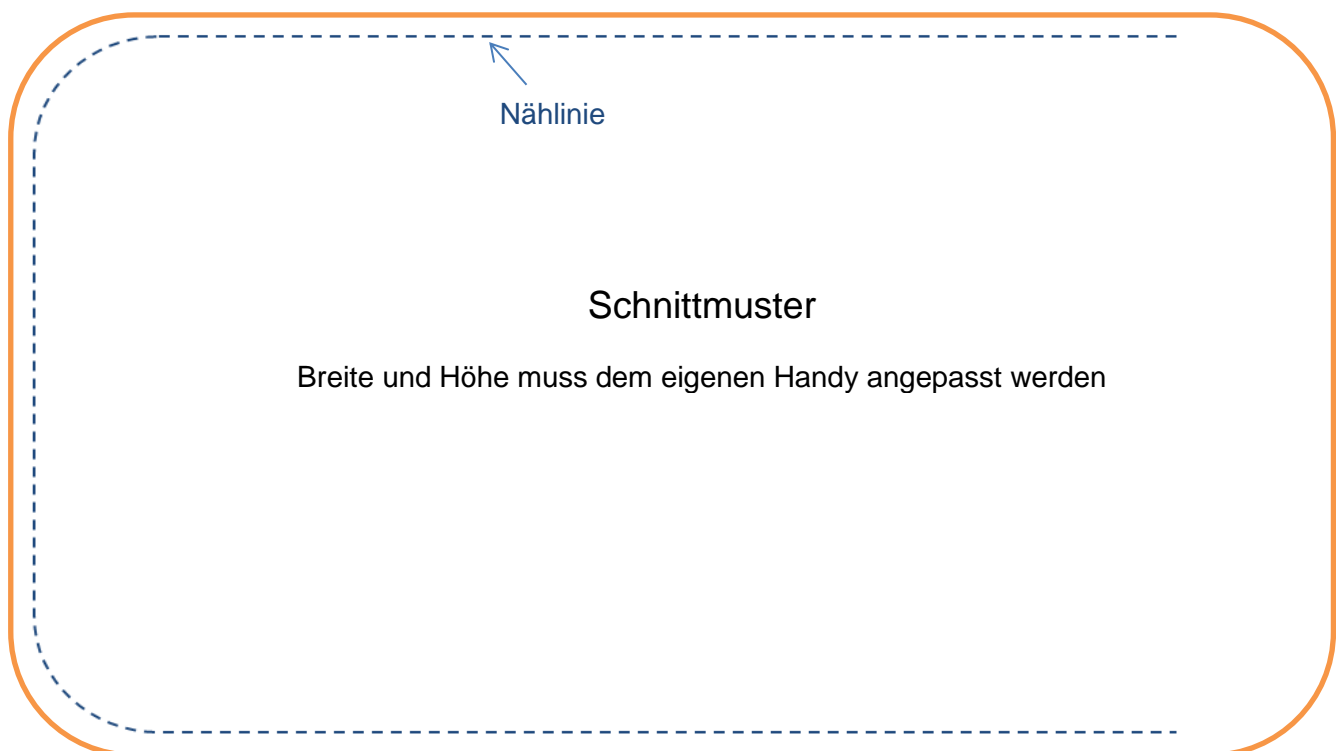 Nählinie
Schnittmuster
Breite und Höhe muss dem eigenen Handy angepasst werden